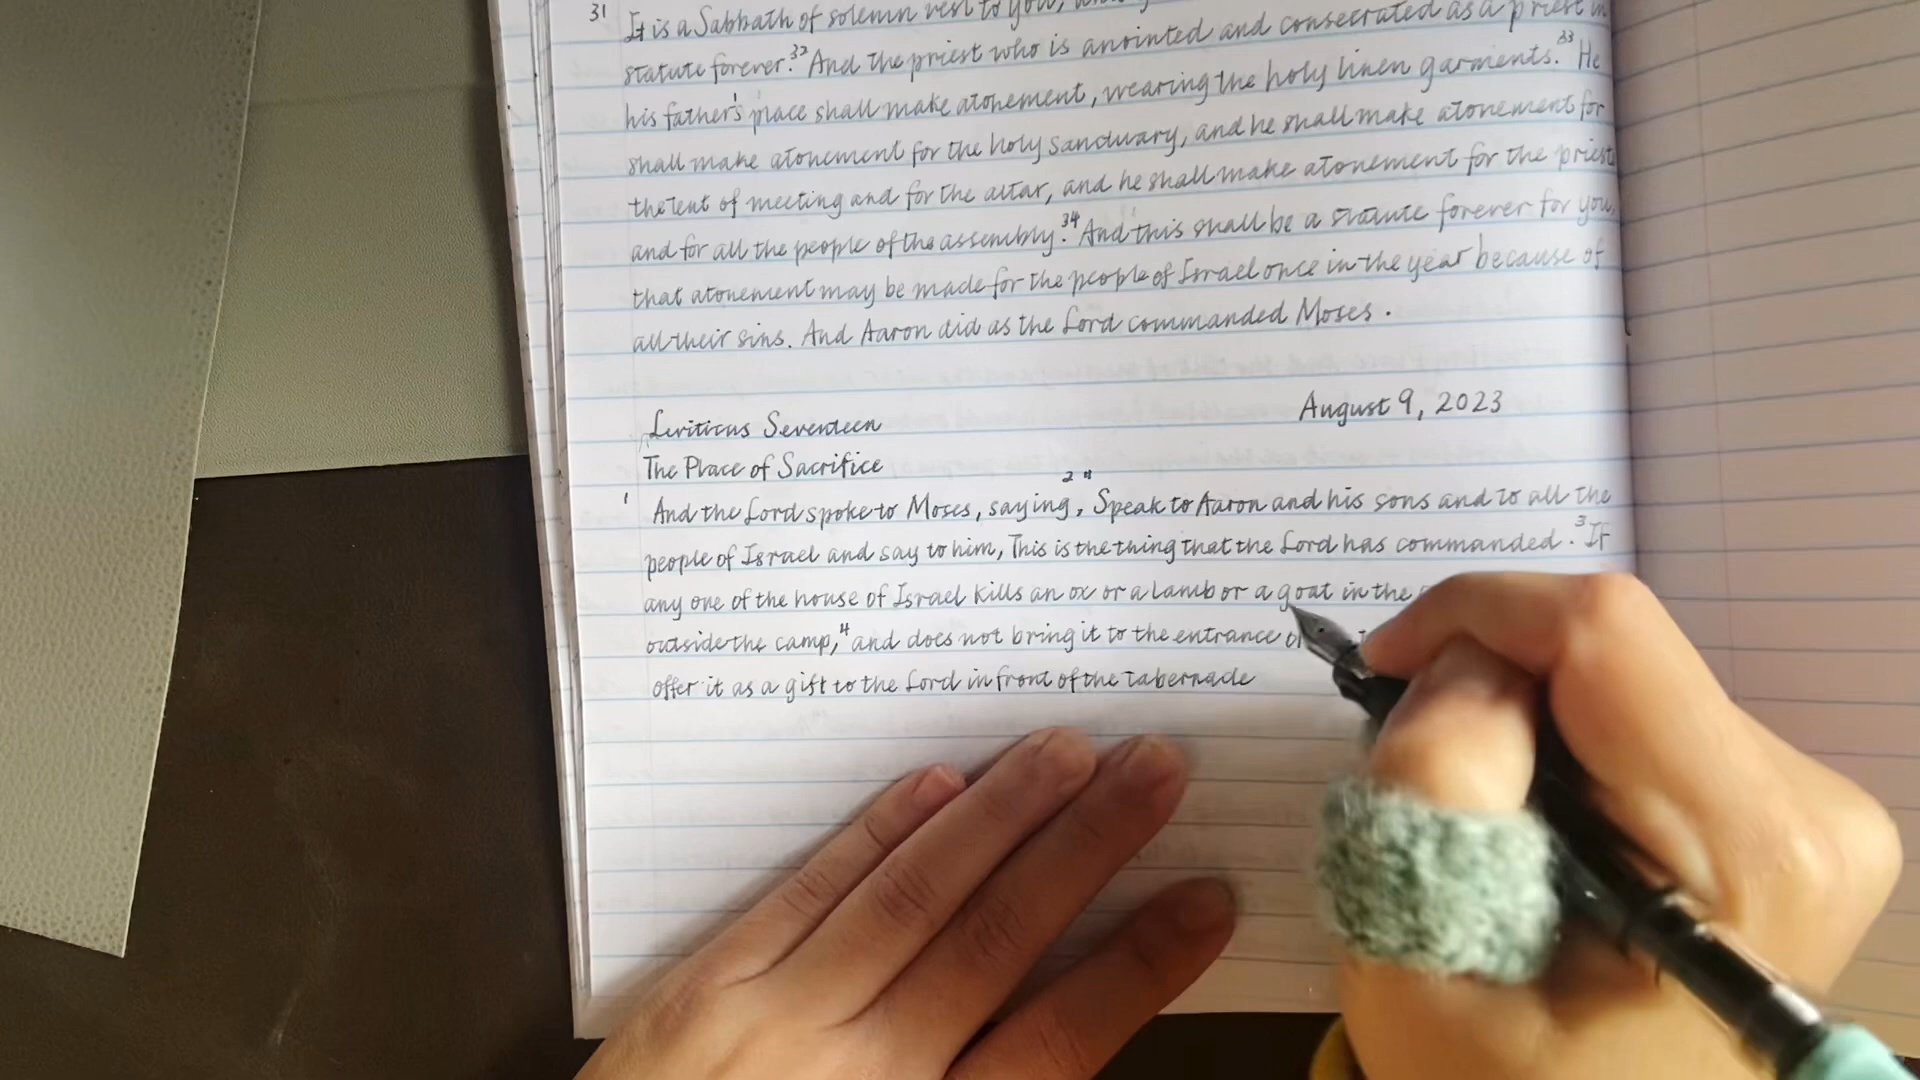 31 It is a Sabbath of solemn rest to you,
statute forever.32 And the priest who is anointed and consecrated as a priest in
his father's place shall make atonement, wearing the holy linen garments.33 He
shall make atonement for the holy sanctuary, and he shall make atonement for
the tent of meeting and for the altar, and he shall make atonement for the priests
and for all the people of the assembly.34 And this shall be a statute forever for you,
that atonement may be made for the people of Israel once in the year because of
all their sins. And Aaron did as the Lord commanded Moses.
August 9, 2023
Leviticus Seventeen
The Place of Sacrifice
1 And the Lord spoke to Moses, saying,2 "Speak to Aaron and his sons and to all the
people of Israel and say to him, This is the thing that the Lord has commanded.3 If
any one of the house of Israel kills an ox or a lamb or a goat in the
outside the camp,4 and does not bring it to the entrance
offer it as a gift to the Lord in front of the tabernacle